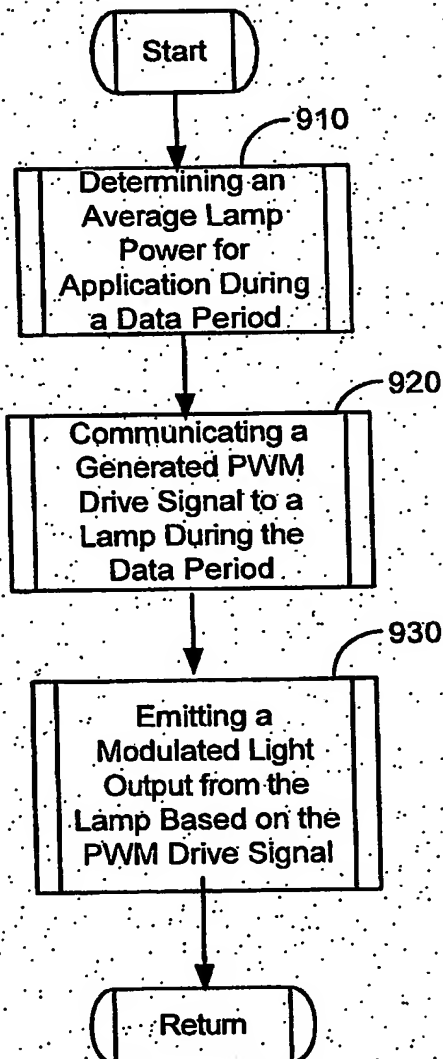 Start
910
Determining an
Average Lamp
Power for
Application During
a Data Period
920
Communicating a
Generated PWM
Drive Signal to a
Lamp During the
Data Period
930
Emitting a
Modulated Light
Output from the
Lamp Based on the
PWM Drive Signal
Return